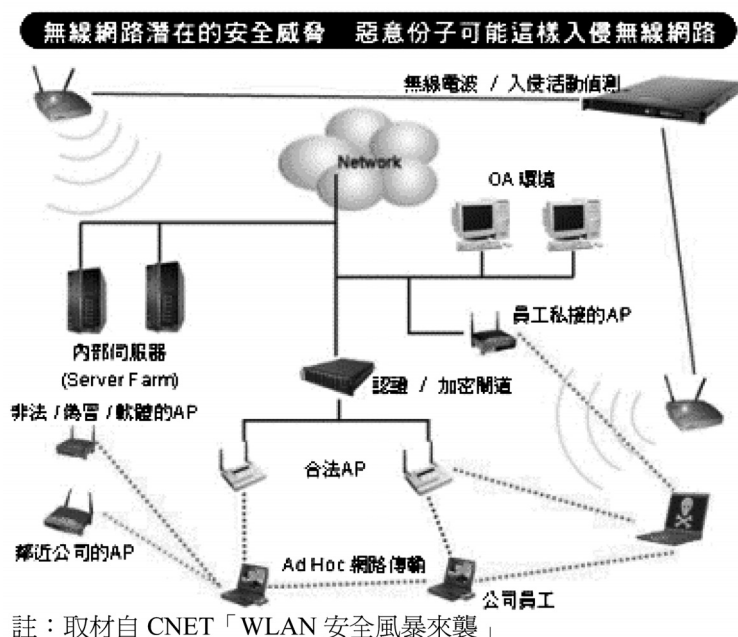 無線網路潛在的安全威脅 惡意份子可能這樣入侵無線網路
無線電波 / 入侵活動偵測
Network
OA 環境
員工私接的AP
內部伺服器
(Server Farm)
認證 / 加密閘道
非法 / 偽冒 / 軟體的AP
合法AP
鄰近公司的AP
Ad Hoc 網路傳輸
公司員工
註：取材自 CNET「WLAN 安全風暴來襲」